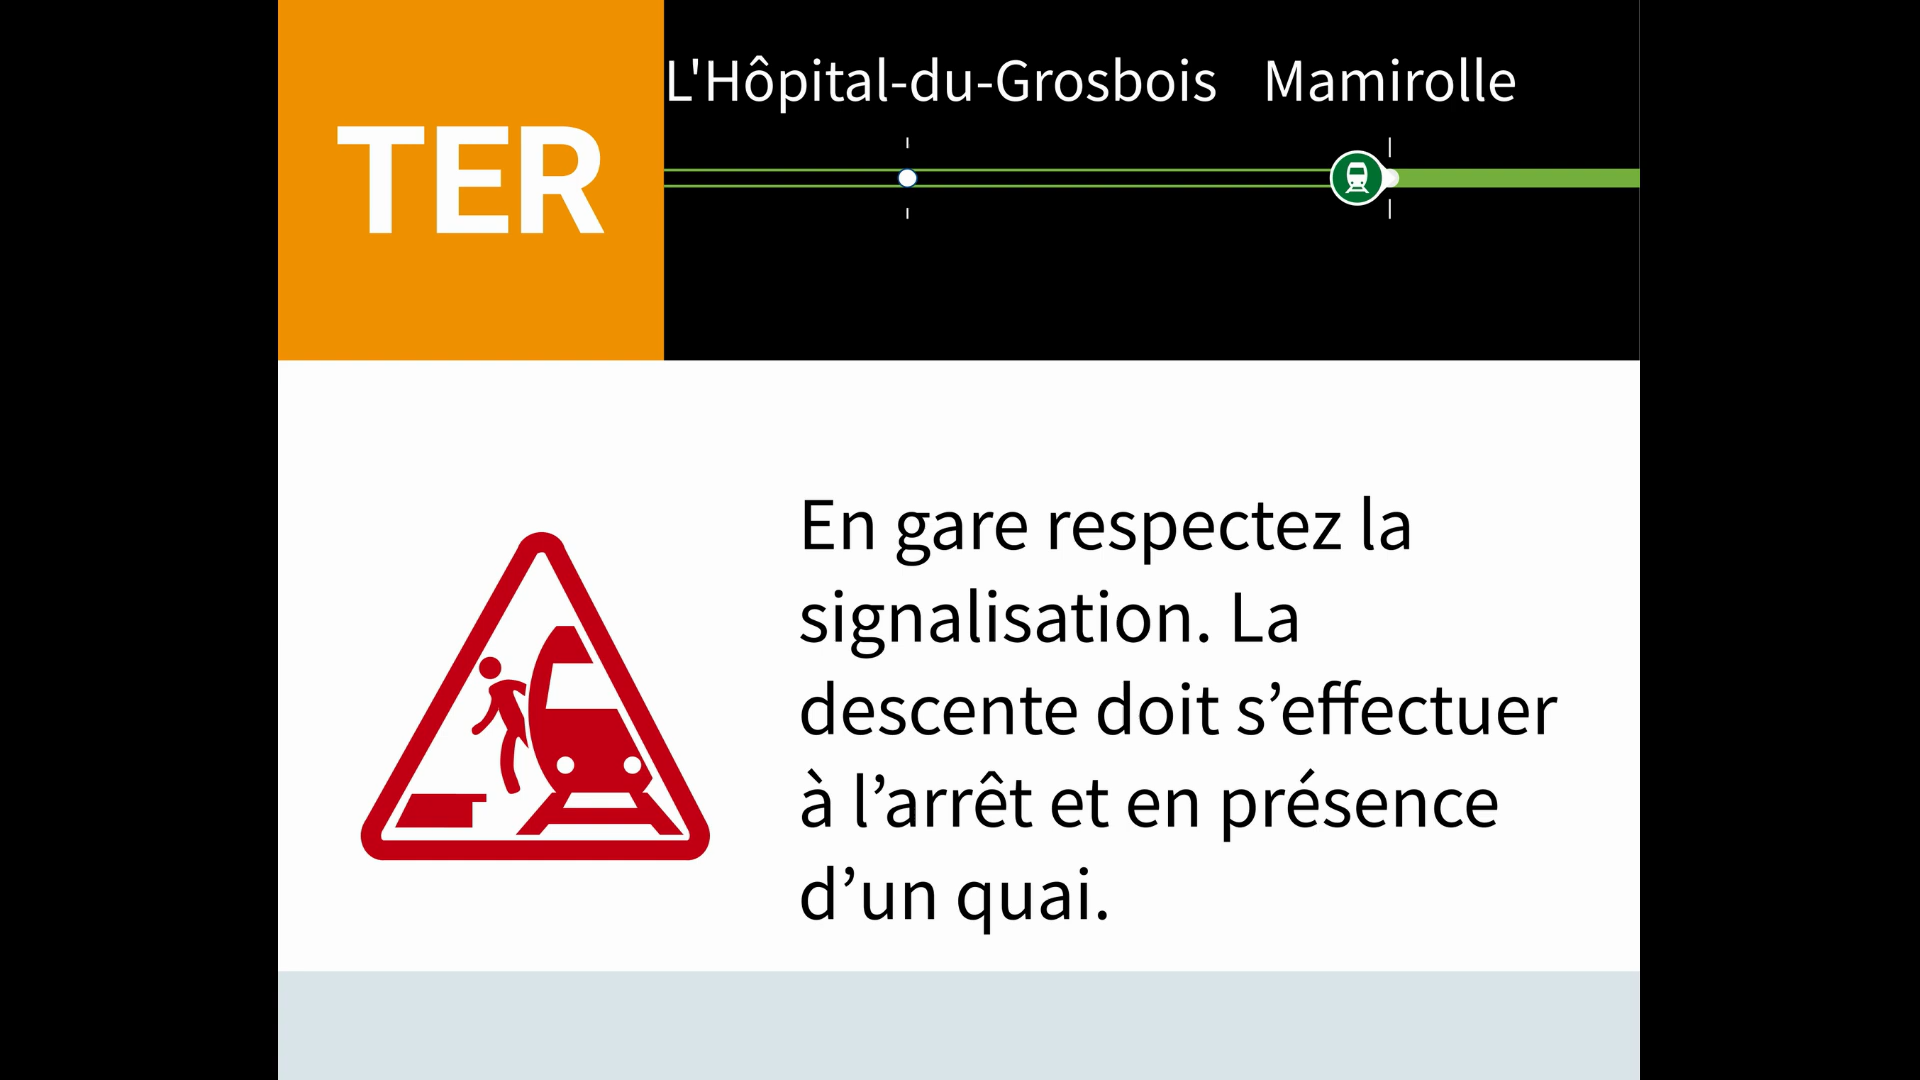 L'Hôpital-du-Grosbois Mamirolle
TER
En gare respectez la
signalisation. La
descente doit s’effectuer
à l’arrêt et en présence
d’un quai.